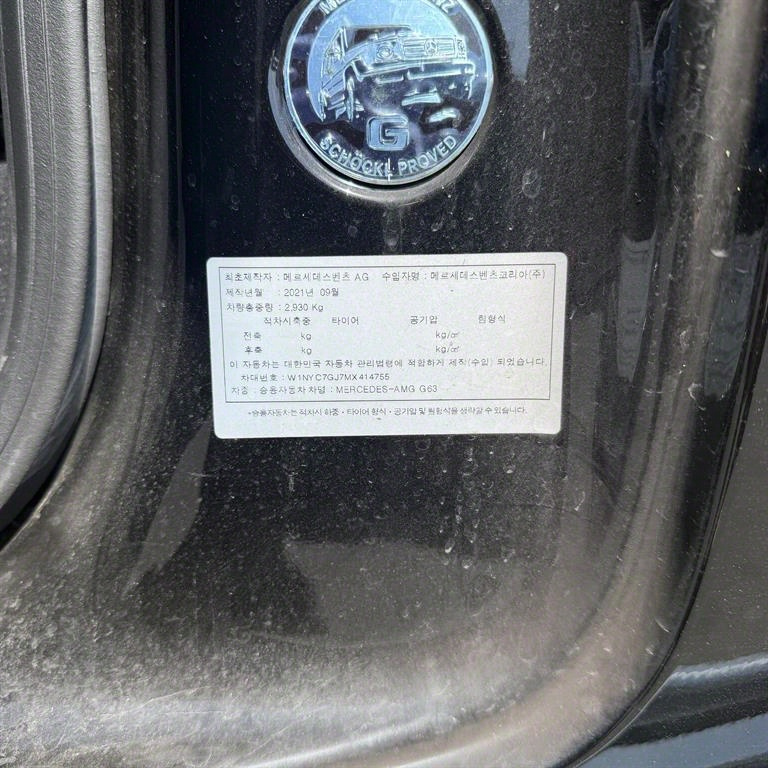 G
SCHÖCKL PROVED
최초제작자 : 메르세데스벤츠 AG 수입자명 : 메르세데스벤츠코리아(주)
제작년월 : 2021년 09월
차량총중량 : 2,930 Kg
적차시축중 타이어 공기압 림형식
전축 kg kg/㎠
후축 kg kg/㎠
이 자동차는 대한민국 자동차 관리법령에 적합하게 제작(수입) 되었습니다.
차대번호 : W1NYC7GJ7MX414755
차종 : 승용자동차 차명 : MERCEDES-AMG G63
*승용자동차는 적차시 하중·타이어 형식·공기압 및 림형식을 생략할 수 있습니다.